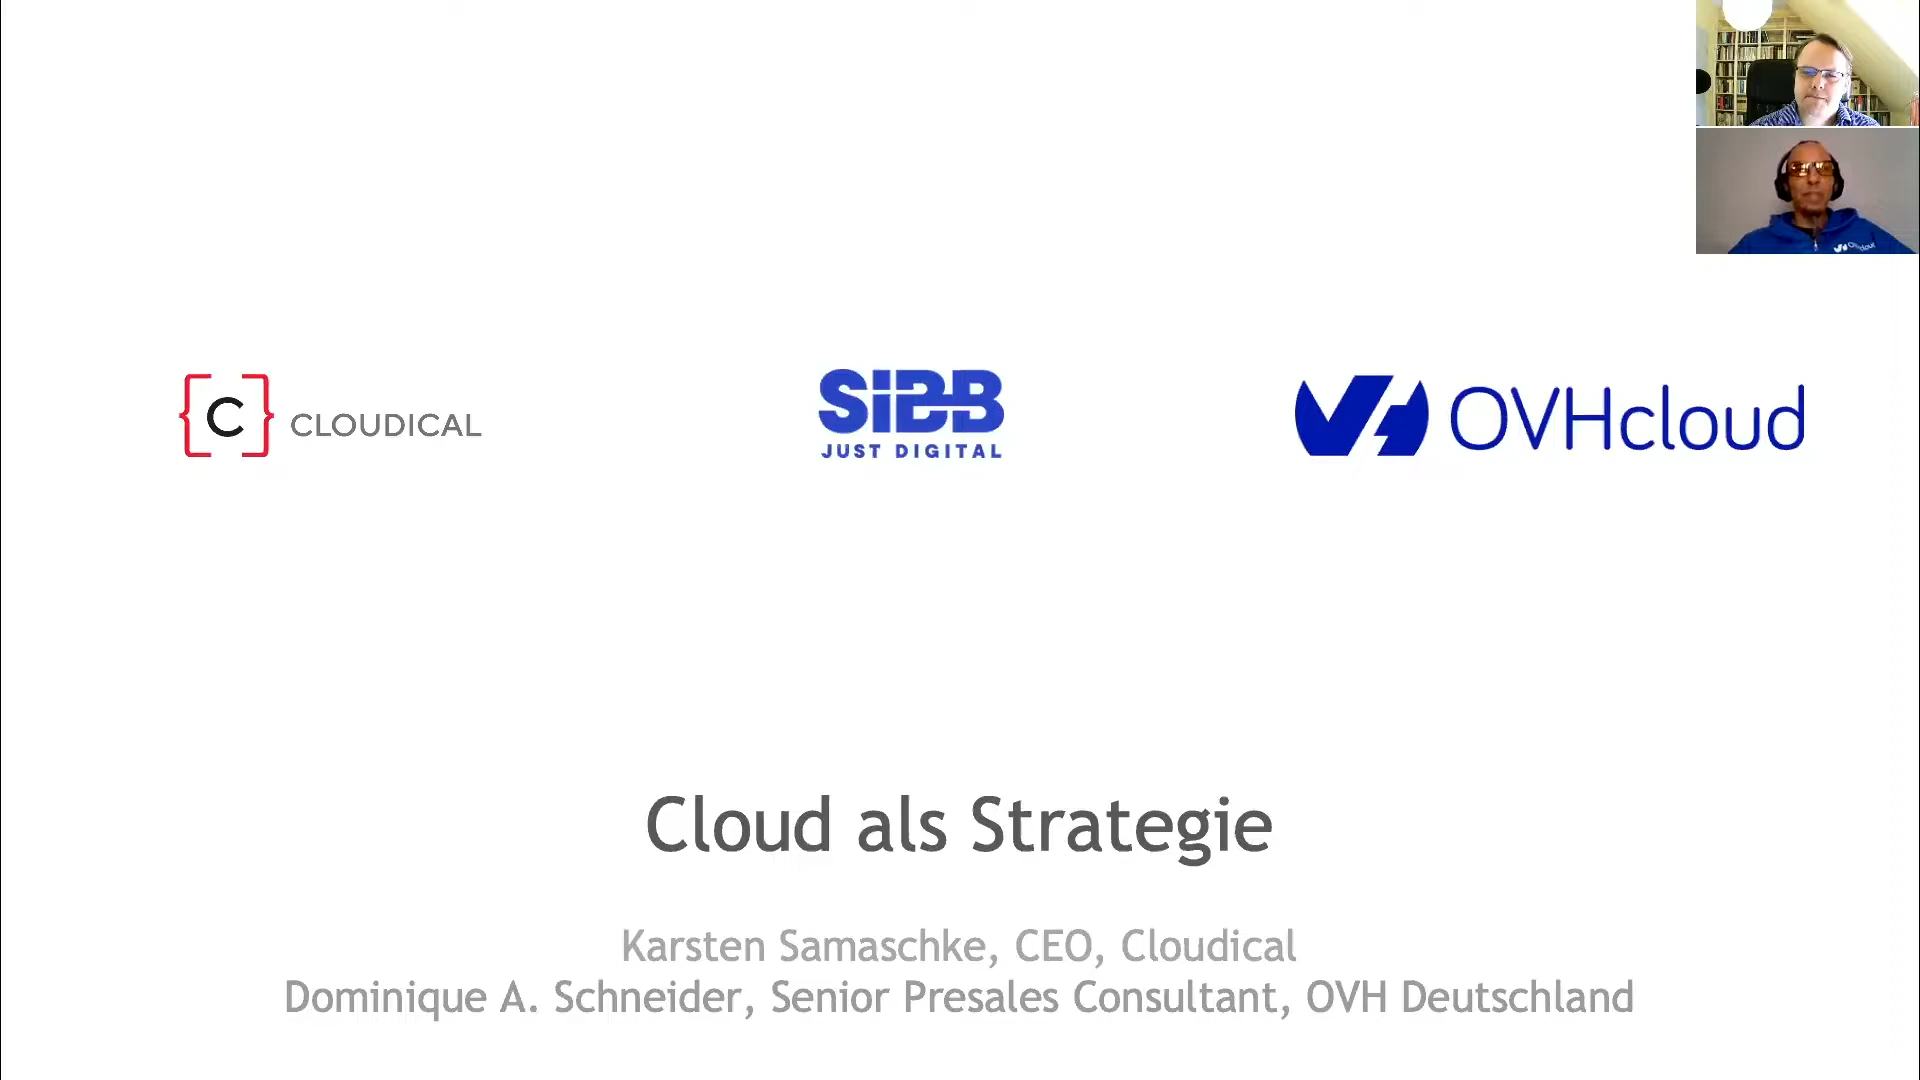 C CLOUDICAL
SiBB
JUST DIGITAL
OVHcloud
OVHcloud
Cloud als Strategie
Karsten Samaschke, CEO, Cloudical
Dominique A. Schneider, Senior Presales Consultant, OVH Deutschland